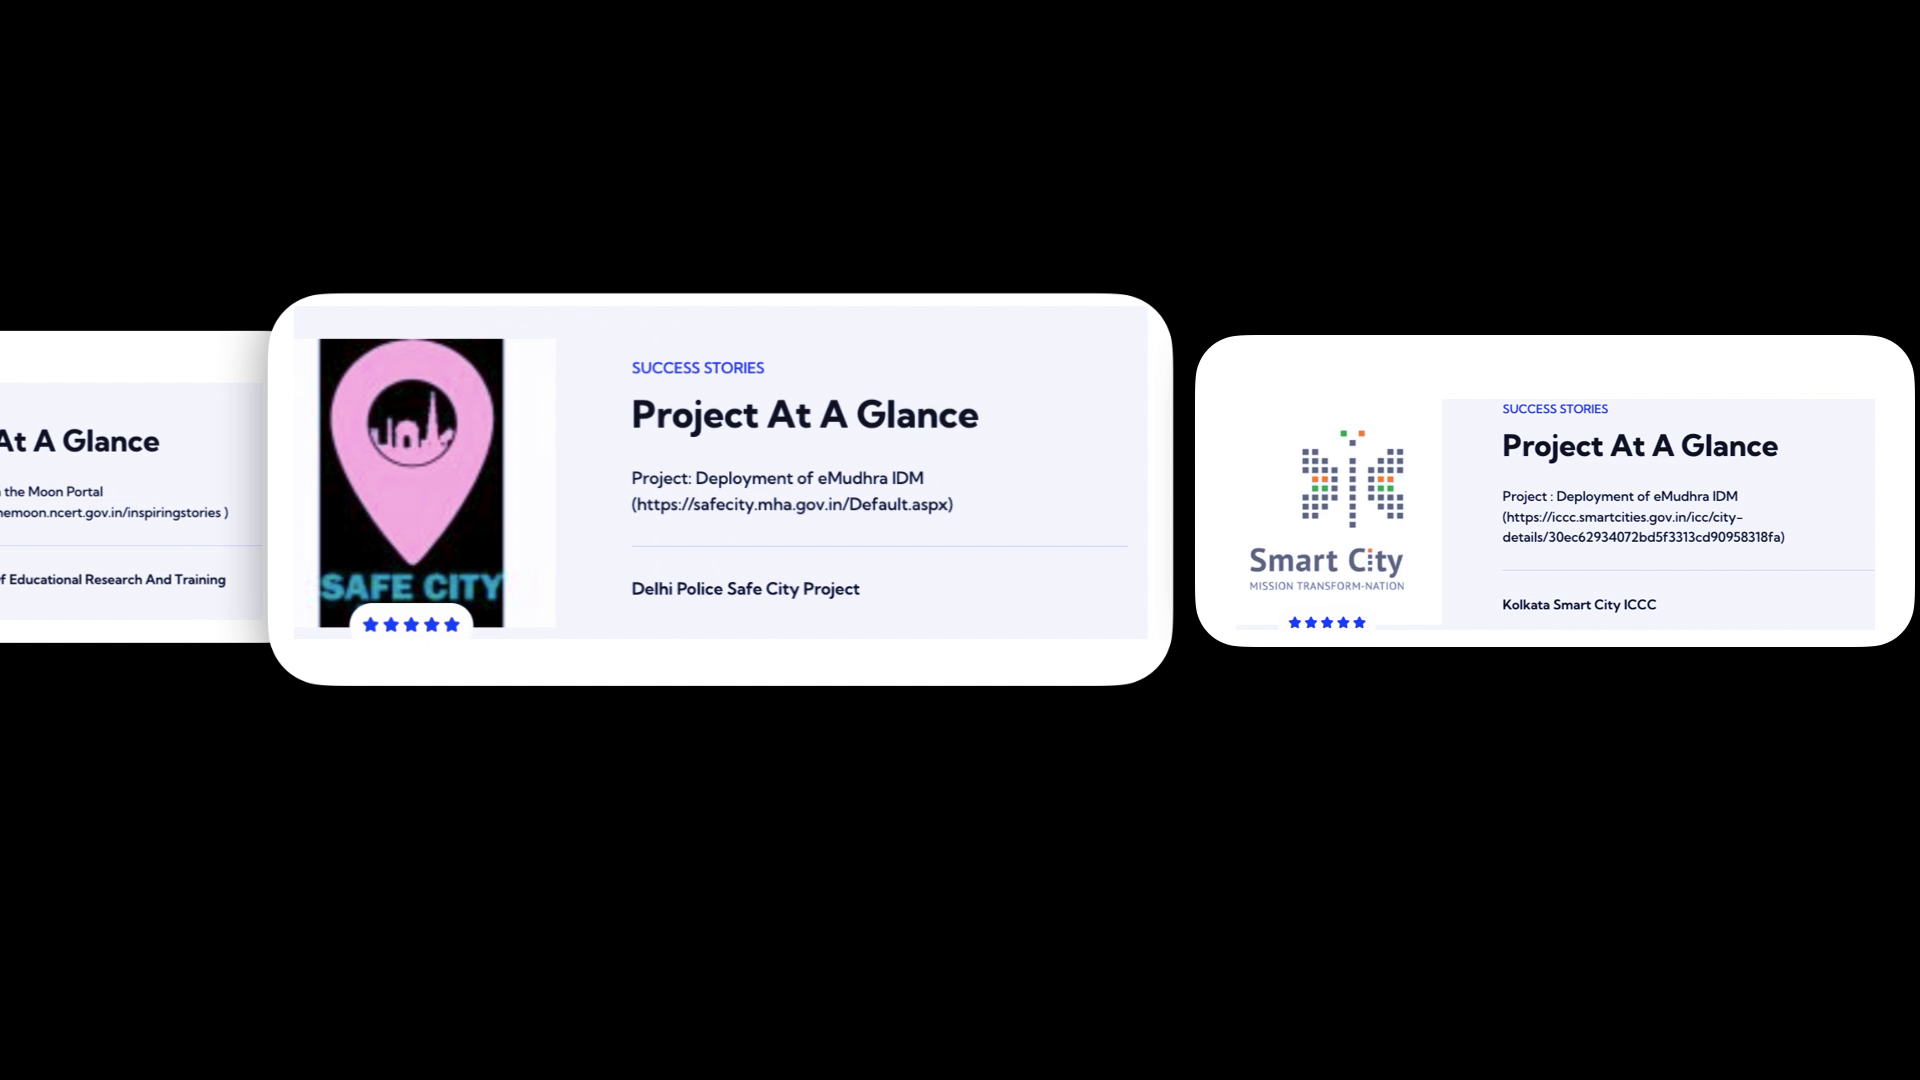 At A Glance
the Moon Portal
hemoon.ncert.gov.in/inspiringstories )
f Educational Research And Training
SAFE CITY
SUCCESS STORIES
Project At A Glance
Project: Deployment of eMudhra IDM
(https://safecity.mha.gov.in/Default.aspx)
Delhi Police Safe City Project
Smart City
MISSION TRANSFORM-NATION
SUCCESS STORIES
Project At A Glance
Project : Deployment of eMudhra IDM
(https://iccc.smartcities.gov.in/icc/city-
details/30ec62934072bd5f3313cd90958318fa)
Kolkata Smart City ICCC